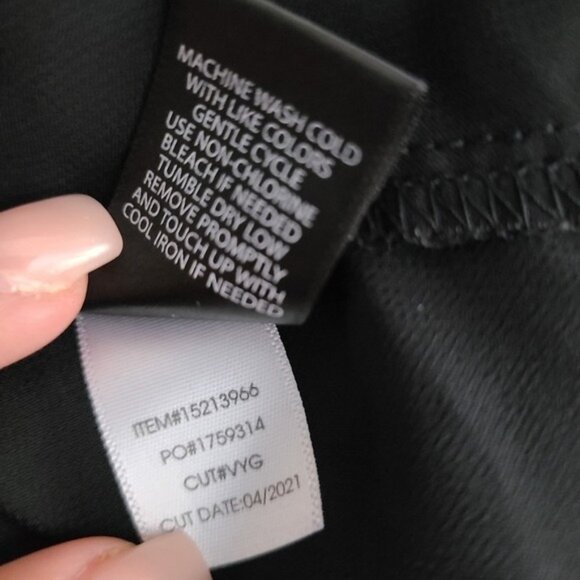 MACHINE WASH COLD
WITH LIKE COLORS
GENTLE CYCLE
USE NON-CHLORINE
BLEACH IF NEEDED
TUMBLE DRY LOW
REMOVE PROMPTLY
AND TOUCH UP WITH
COOL IRON IF NEEDED
ITEM#15213966
PO#1759314
CUT#VYG
CUT DATE:04/2021